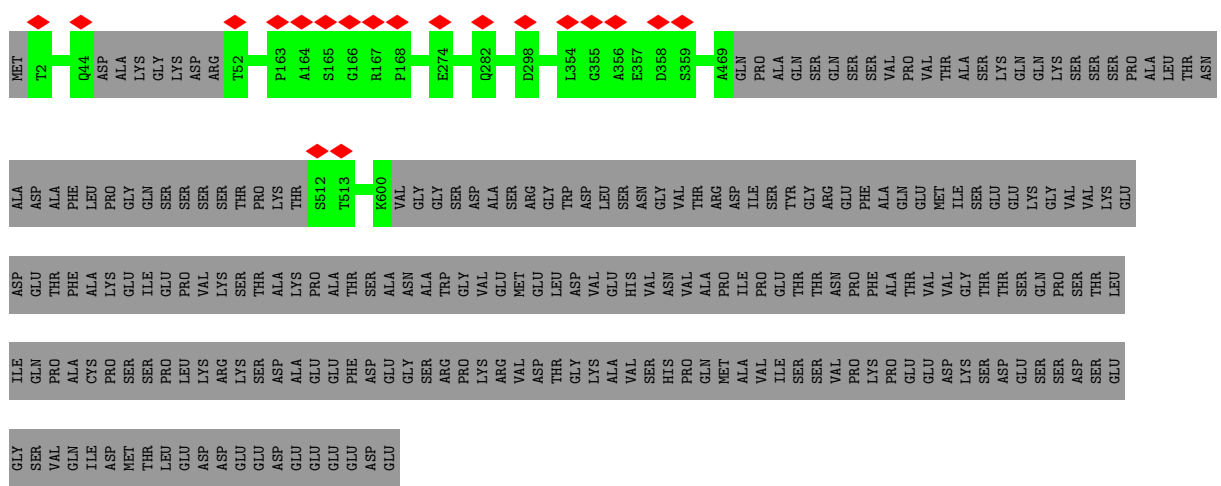 MET T2 Q44 ASP ALA LYS GLY LYS ASP ARG T52 P163 A164 S165 G166 R167 P168 E274 Q282 D298 L354 G355 A356 E357 D358 S359 A469 GLN PRO ALA GLN SER GLN SER SER VAL PRO VAL THR ALA SER LYS GLN GLN LYS SER SER SER PRO ALA LEU THR ASN
ALA ASP ALA PHE LEU PRO GLY GLN SER SER SER SER THR PRO LYS THR S512 T513 K600 VAL GLY GLY SER ASP ALA SER ARG GLY TRP ASP LEU SER ASN GLY VAL THR ARG ASP ILE SER TYR GLY ARG GLU PHE ALA GLN GLU MET ILE SER GLU GLU LYS GLY VAL VAL LYS GLU
ASP GLU THR PHE ALA LYS GLU ILE GLU PRO VAL LYS SER THR ALA LYS PRO ALA THR SER ALA ASN ALA TRP GLY VAL GLU MET GLU LEU ASP VAL GLU HIS VAL ASN VAL ALA PRO ILE PRO GLU THR THR ASN PRO PHE ALA THR VAL VAL GLY THR THR SER GLN PRO SER THR LEU
ILE GLN PRO ALA CYS PRO SER SER PRO LEU LYS ARG LYS SER ASP ALA GLU GLU PHE ASP GLU GLY SER ARG PRO LYS ARG VAL ASP THR GLY LYS ALA VAL SER HIS PRO GLN MET ALA VAL ILE SER SER VAL PRO LYS PRO GLU GLU ASP LYS SER ASP GLU SER SER ASP SER GLU
GLY SER VAL GLN ILE ASP MET THR LEU GLU ASP ASP GLU GLU ASP GLU GLU GLU GLU ASP GLU